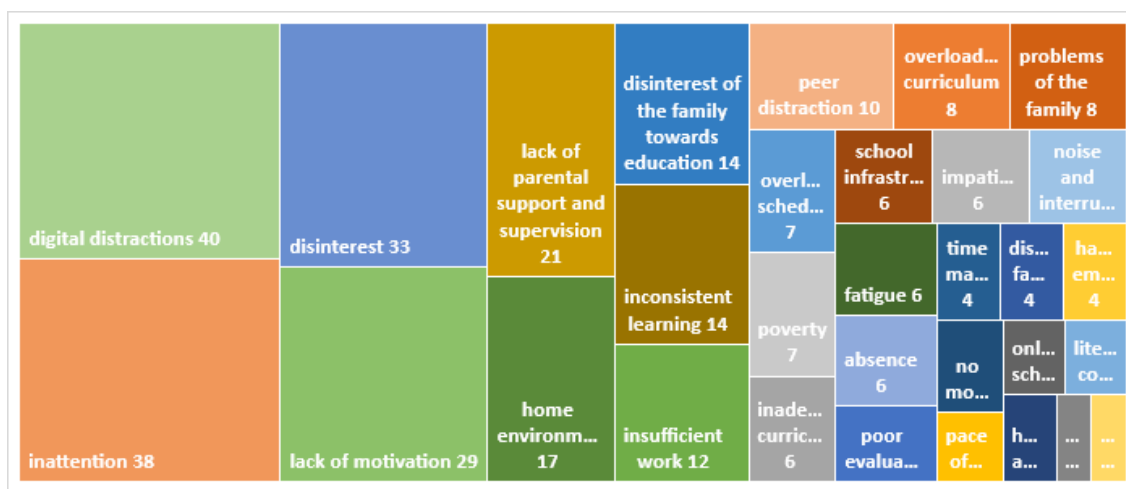 digital distractions 40
inattention 38
disinterest 33
lack of motivation 29
lack of
parental
support and
supervision
21
home
environm...
17
disinterest of
the family
towards
education 14
inconsistent
learning 14
insufficient
work 12
peer
distraction 10
overload...
curriculum
8
problems
of the
family 8
overl...
sched...
7
poverty
7
inade...
curric...
6
school
infrastr...
6
impati...
6
noise
and
interru...
fatigue 6
absence
6
poor
evalua...
time
ma...
4
dis...
fa...
4
ha...
em...
4
no
mo...
onl...
sch...
lite...
co...
pace
of...
h...
a...
...
...
...
...